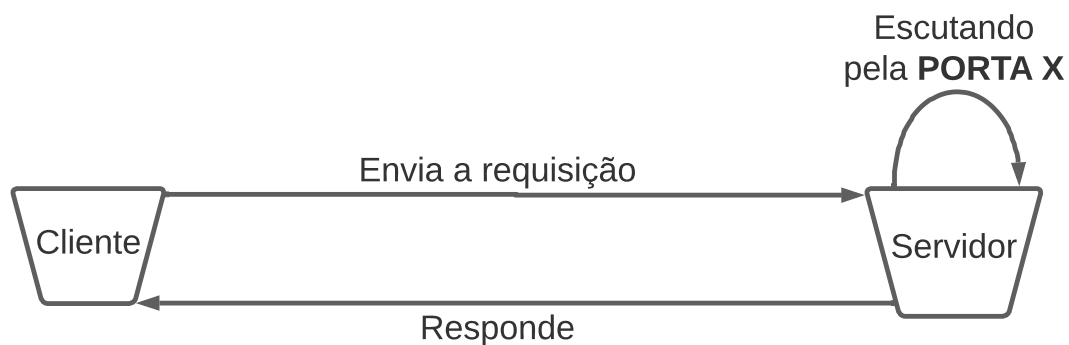 Escutando
pela PORTA X
Envia a requisição
Cliente
Servidor
Responde